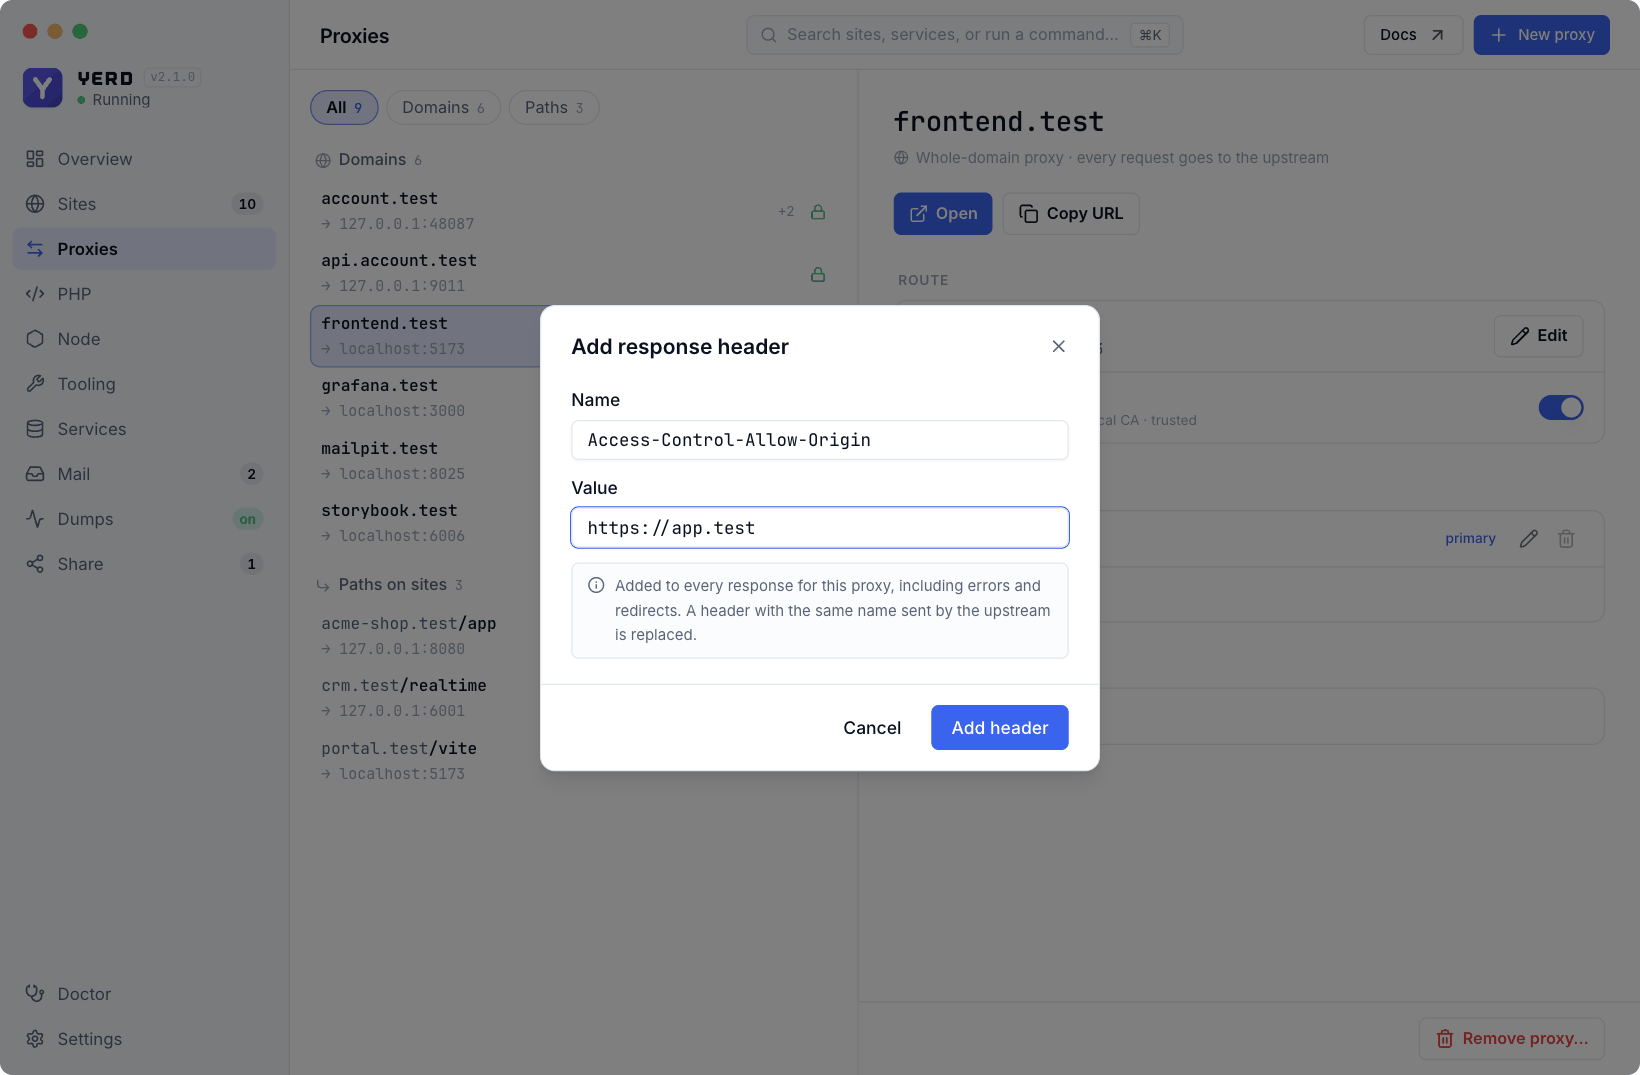 Proxies
Search sites, services, or run a command... ⌘K
Docs
New proxy
YERD v2.1.0
Running
Overview
Sites 10
Proxies
PHP
Node
Tooling
Services
Mail 2
Dumps on
Share 1
Doctor
Settings
All 9
Domains 6
Paths 3
Domains 6
account.test
→ 127.0.0.1:48087
+2
api.account.test
→ 127.0.0.1:9011
frontend.test
→ localhost:5173
grafana.test
→ localhost:3000
mailpit.test
→ localhost:8025
storybook.test
→ localhost:6006
Paths on sites 3
acme-shop.test/app
→ 127.0.0.1:8080
crm.test/realtime
→ 127.0.0.1:6001
portal.test/vite
→ localhost:5173
frontend.test
Whole-domain proxy · every request goes to the upstream
Open
Copy URL
ROUTE
Edit
CA · trusted
primary
Remove proxy...
Add response header
Name
Access-Control-Allow-Origin
Value
https://app.test
Added to every response for this proxy, including errors and
redirects. A header with the same name sent by the upstream
is replaced.
Cancel
Add header